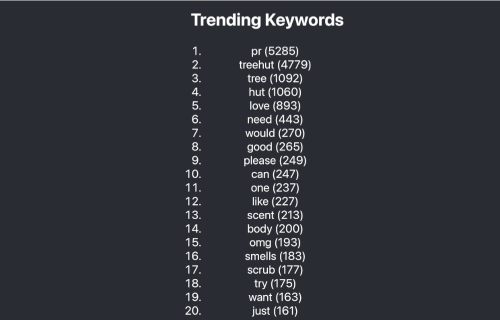 Trending Keywords
1. pr (5285)
2. treehut (4779)
3. tree (1092)
4. hut (1060)
5. love (893)
6. need (443)
7. would (270)
8. good (265)
9. please (249)
10. can (247)
11. one (237)
12. like (227)
13. scent (213)
14. body (200)
15. omg (193)
16. smells (183)
17. scrub (177)
18. try (175)
19. want (163)
20. just (161)